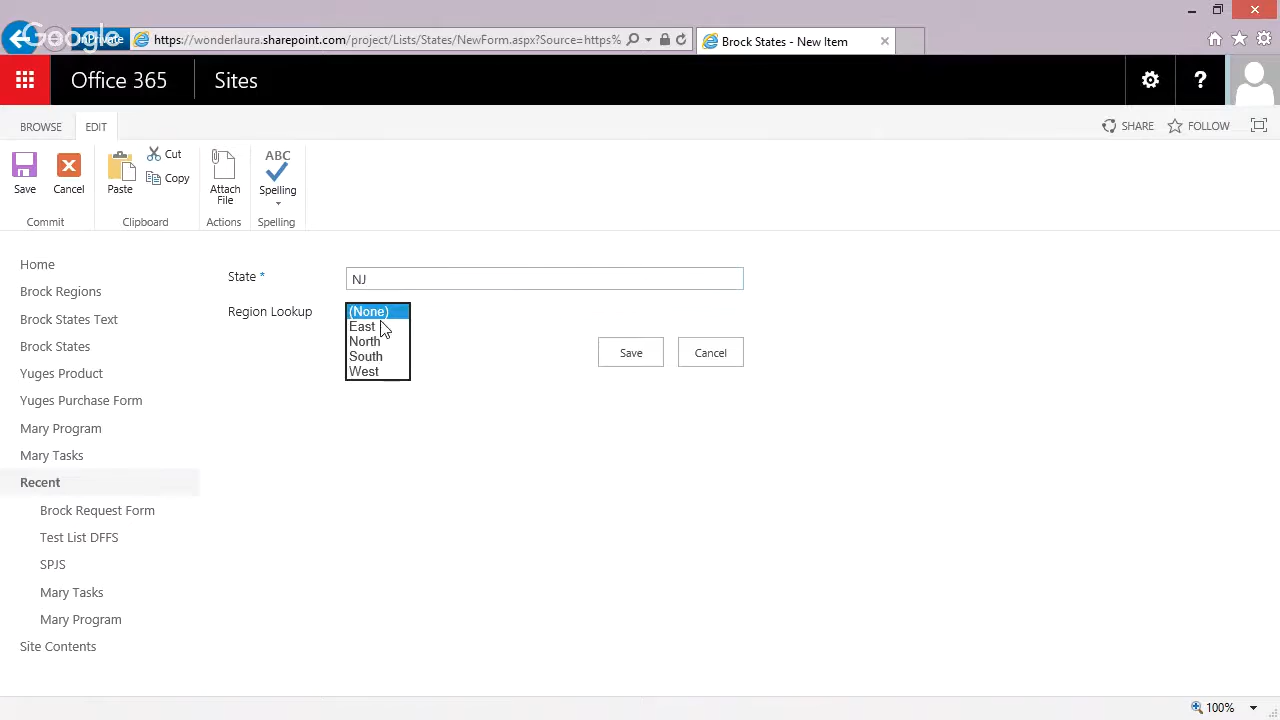 Google
InPrivate https://wonderlaura.sharepoint.com/project/Lists/States/NewForm.aspx?Source=https% Brock States - New Item
Office 365 Sites ?
BROWSE EDIT SHARE FOLLOW
Save Cancel Paste Cut Copy Attach File ABC Spelling
Commit Clipboard Actions Spelling
Home
Brock Regions
Brock States Text
Brock States
Yuges Product
Yuges Purchase Form
Mary Program
Mary Tasks
Recent
Brock Request Form
Test List DFFS
SPJS
Mary Tasks
Mary Program
Site Contents
State * NJ
Region Lookup (None)
East
North
South
West
Save Cancel
100%